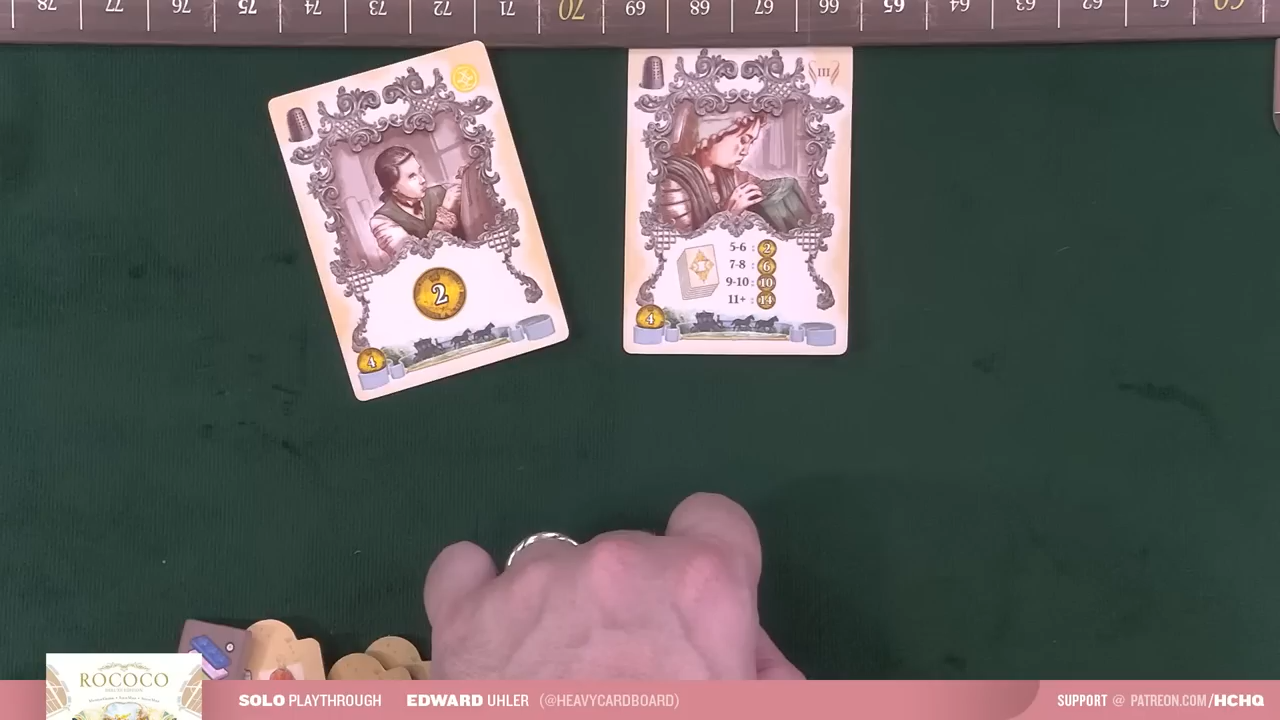 78 77 76 75 74 73 72 71 70 69 68 67 66 65 64 63 62 61 60
2
4
III
5-6 : 2
7-8 : 6
9-10 : 10
11+ : 14
4
ROCOCO
SOLO PLAYTHROUGH EDWARD UHLER (@HEAVYCARDBOARD)
SUPPORT @ PATREON.COM/HCHQ